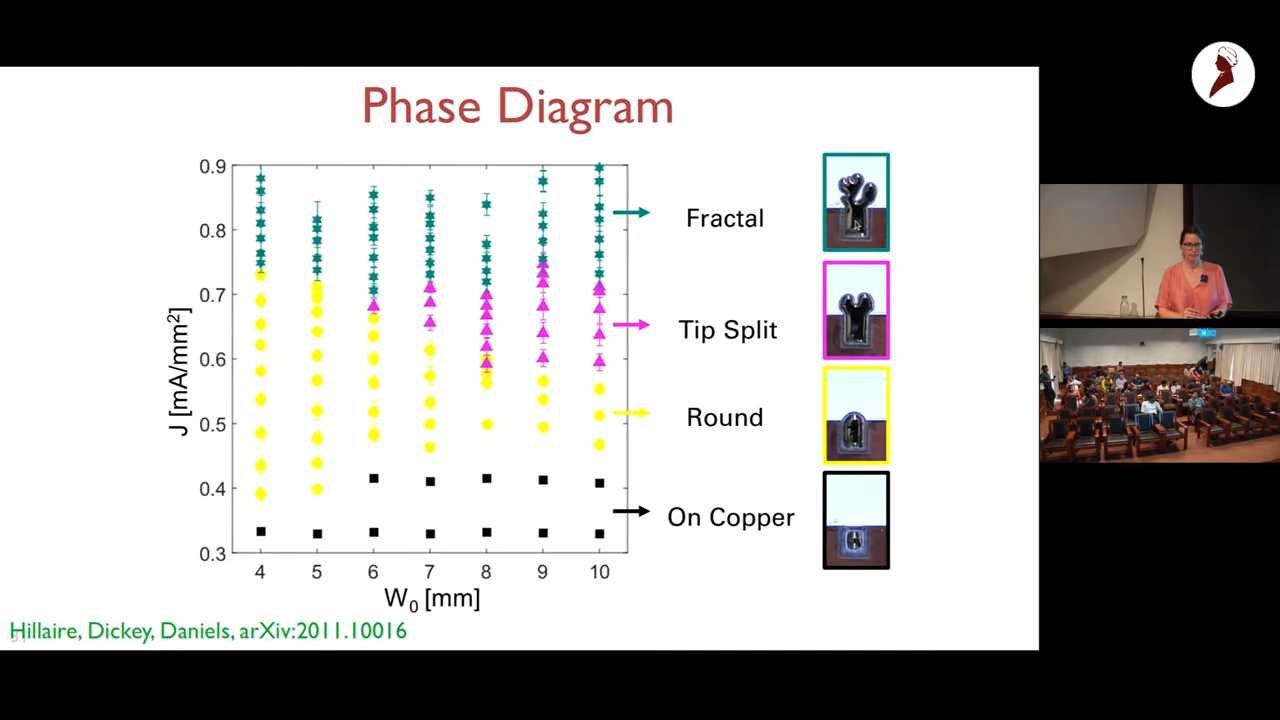 Phase Diagram
0.9
0.8
0.7
0.6
0.5
0.4
0.3
J [mA/mm²]
4 5 6 7 8 9 10
W₀ [mm]
Fractal
Tip Split
Round
On Copper
Hillaire, Dickey, Daniels, arXiv:2011.10016